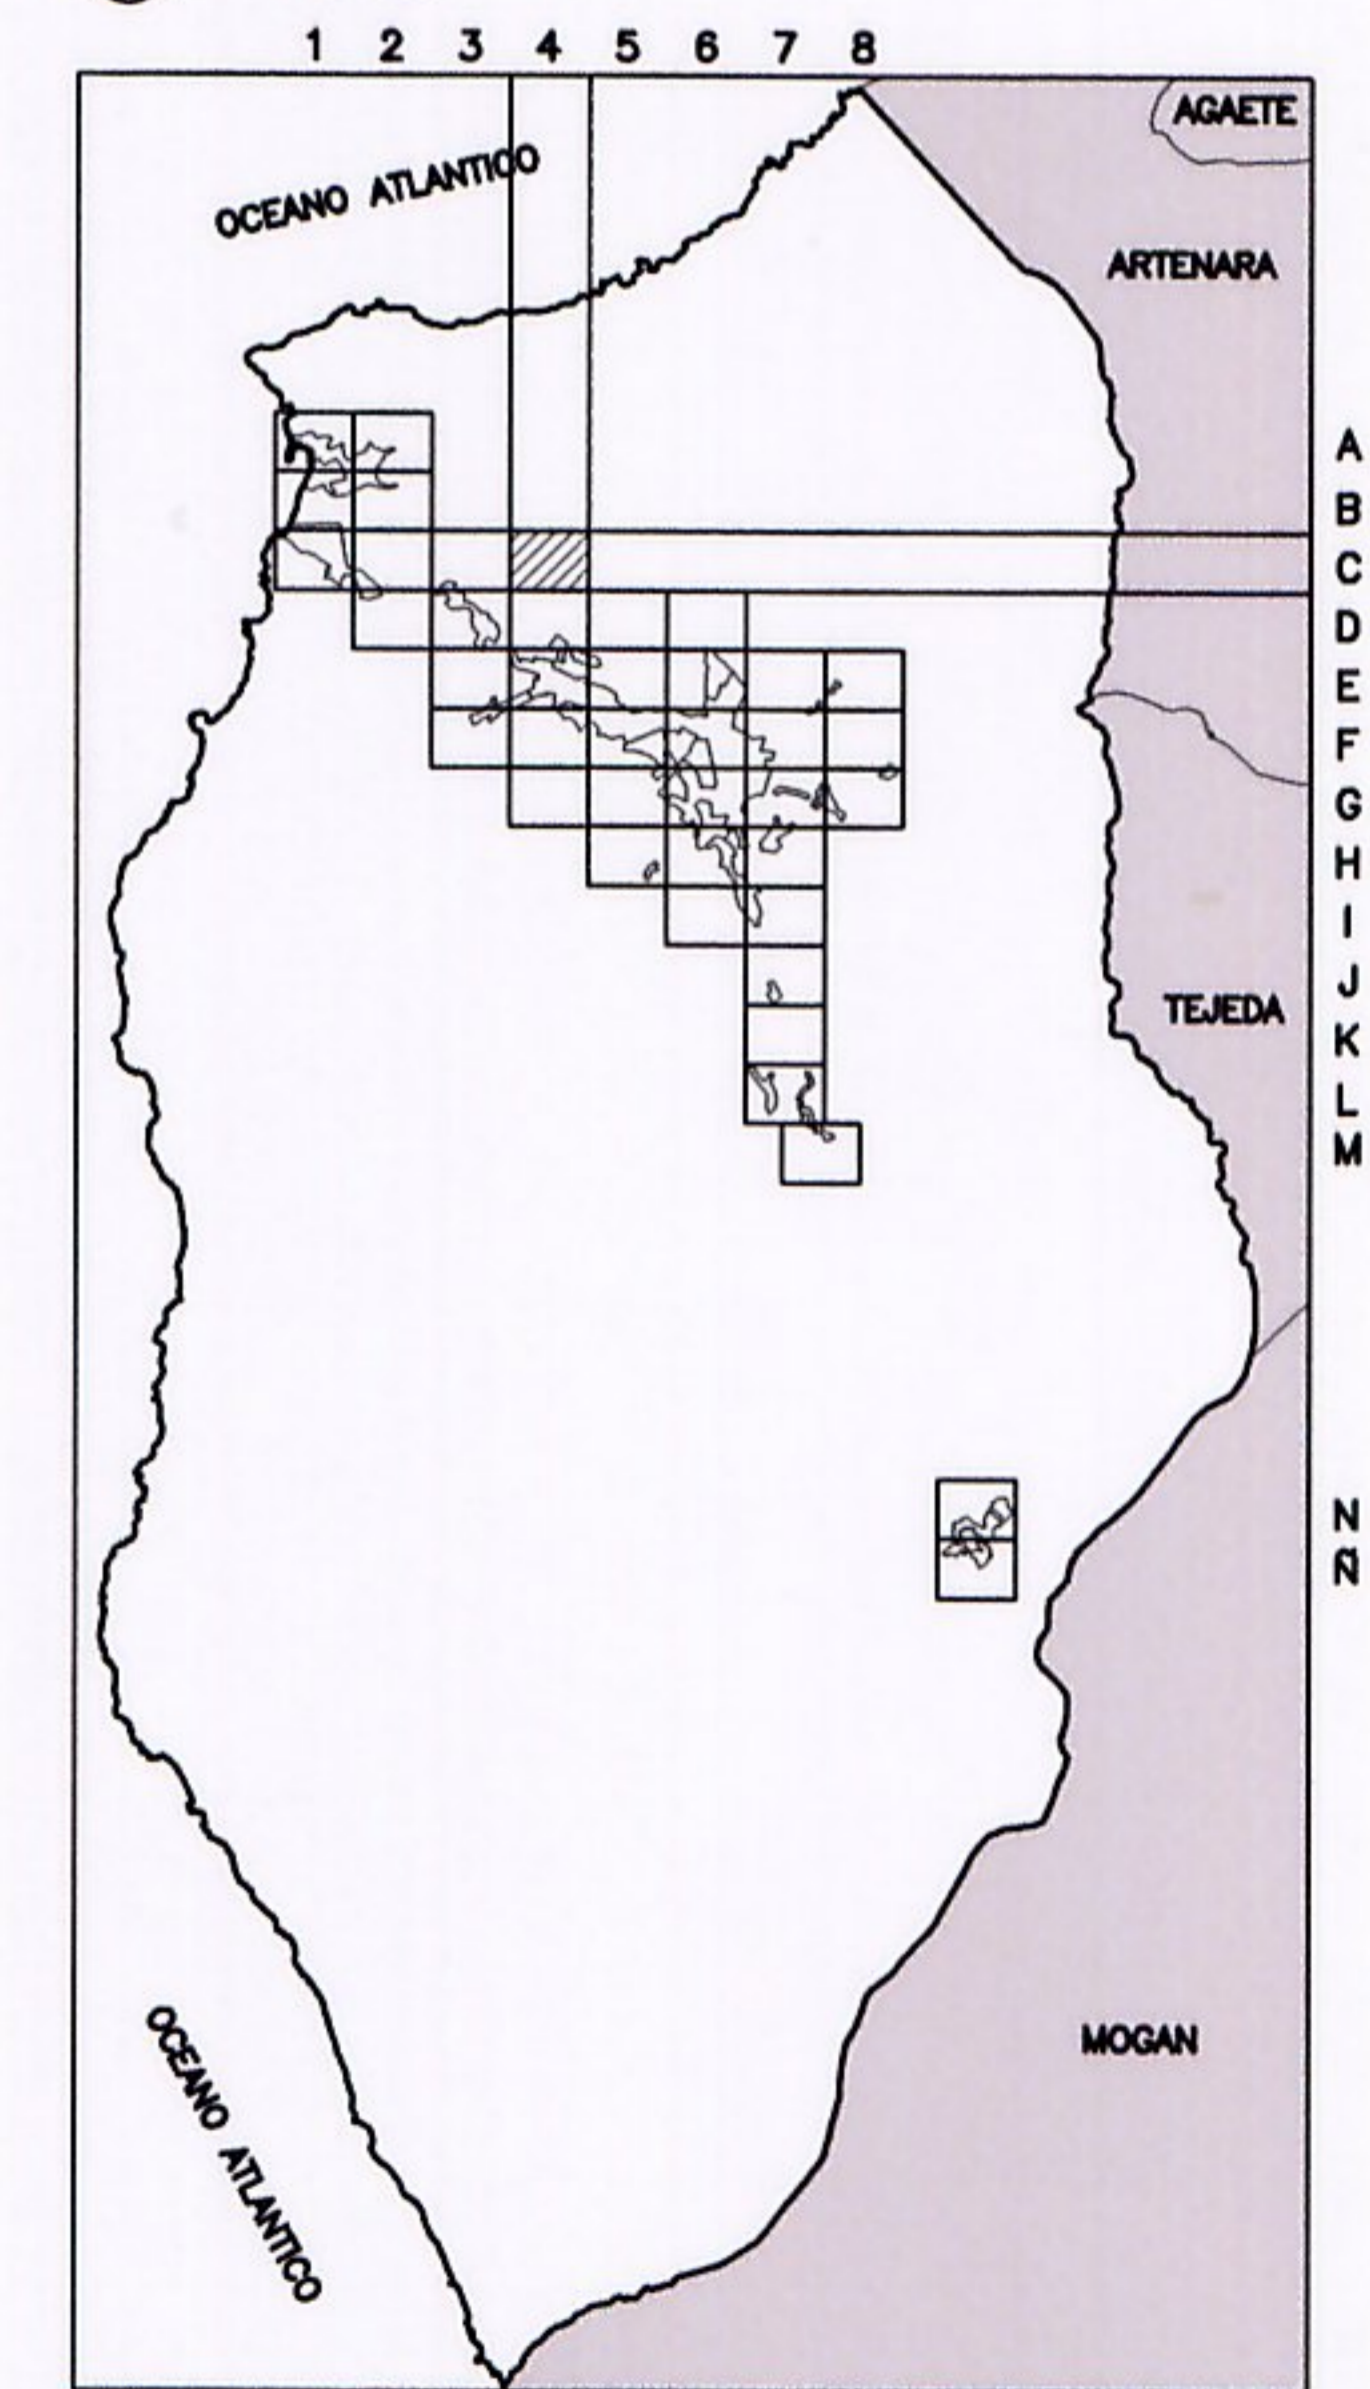 1 2 3 4 5 6 7 8
AGAETE
OCEANO ATLANTICO
ARTENARA
A
B
C
D
E
F
G
H
I
J
TEJEDA
K
L
M
N
Ñ
MOGAN
OCEANO ATLANTICO